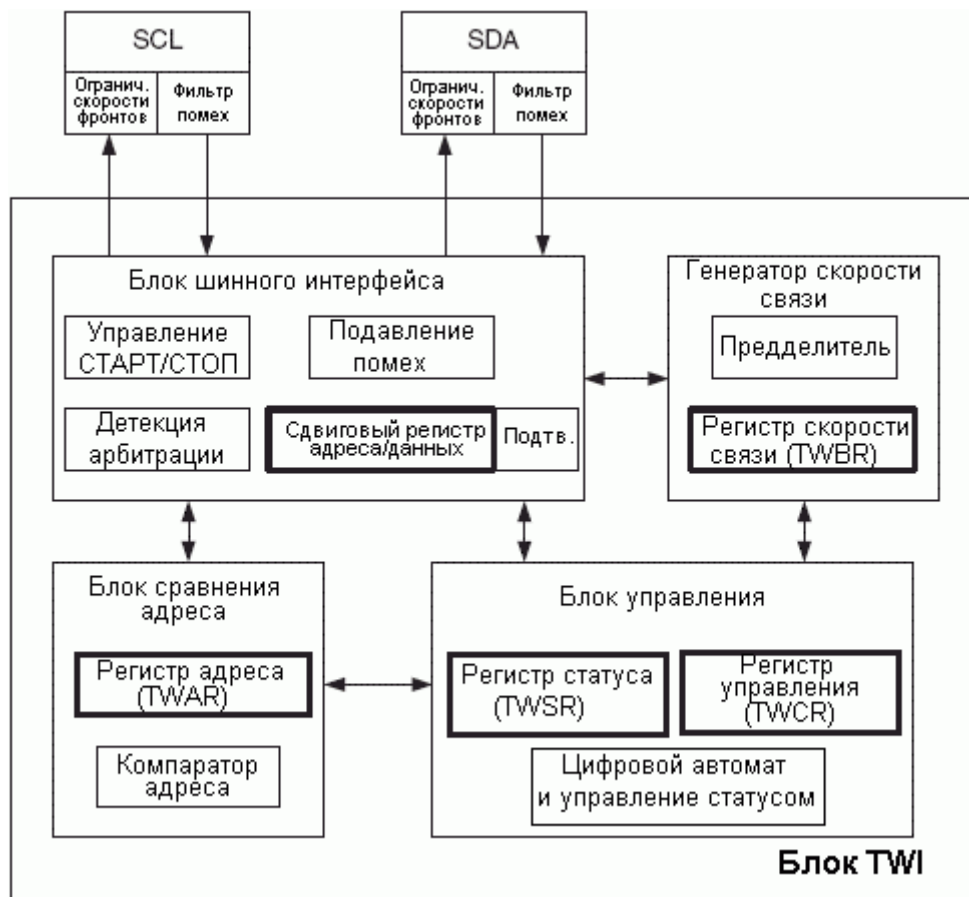 SCL
Огранич.
скорости
фронтов
Фильтр
помех
SDA
Огранич.
скорости
фронтов
Фильтр
помех
Блок шинного интерфейса
Управление
СТАРТ/СТОП
Подавление
помех
Детекция
арбитрации
Сдвиговый регистр
адреса/данных
Подтв.
Генератор скорости
связи
Предделитель
Регистр скорости
связи (TWBR)
Блок сравнения
адреса
Регистр адреса
(TWAR)
Компаратор
адреса
Блок управления
Регистр статуса
(TWSR)
Регистр
управления
(TWCR)
Цифровой автомат
и управление статусом
Блок TWI